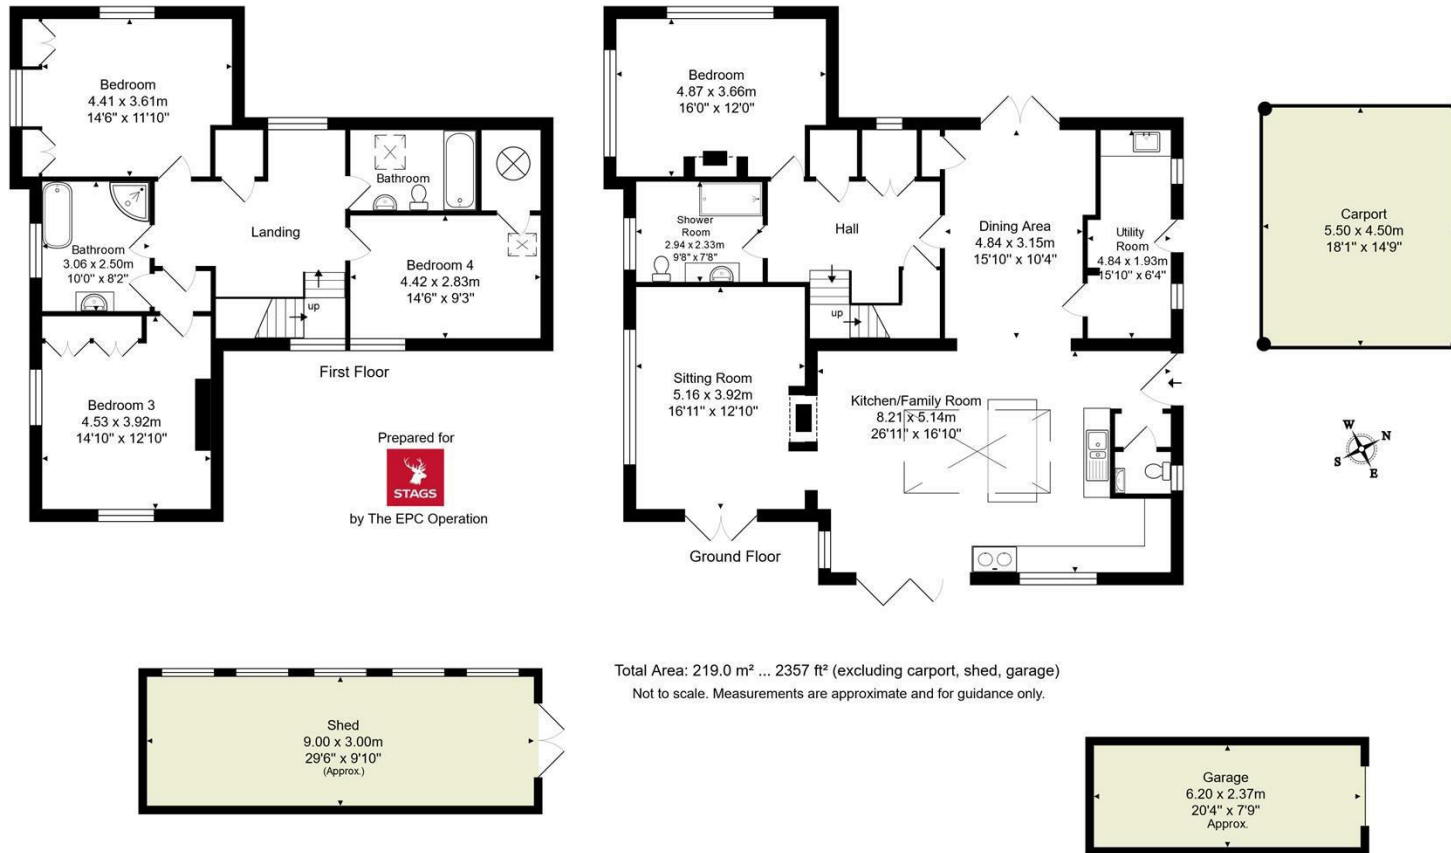 Bedroom
4.41 x 3.61m
14'6" x 11'10"
Bathroom
Bathroom
3.06 x 2.50m
10'0" x 8'2"
Landing
Bedroom 4
4.42 x 2.83m
14'6" x 9'3"
up
First Floor
Bedroom 3
4.53 x 3.92m
14'10" x 12'10"
Prepared for
STAGS
by The EPC Operation
Bedroom
4.87 x 3.66m
16'0" x 12'0"
Shower
Room
2.94 x 2.33m
9'8" x 7'8"
Hall
up
Dining Area
4.84 x 3.15m
15'10" x 10'4"
Utility
Room
4.84 x 1.93m
15'10" x 6'4"
Sitting Room
5.16 x 3.92m
16'11" x 12'10"
Kitchen/Family Room
8.21 x 5.14m
26'11" x 16'10"
Ground Floor
Carport
5.50 x 4.50m
18'1" x 14'9"
W
N
S
E
Total Area: 219.0 m² ... 2357 ft² (excluding carport, shed, garage)
Not to scale. Measurements are approximate and for guidance only.
Shed
9.00 x 3.00m
29'6" x 9'10"
(Approx.)
Garage
6.20 x 2.37m
20'4" x 7'9"
Approx.